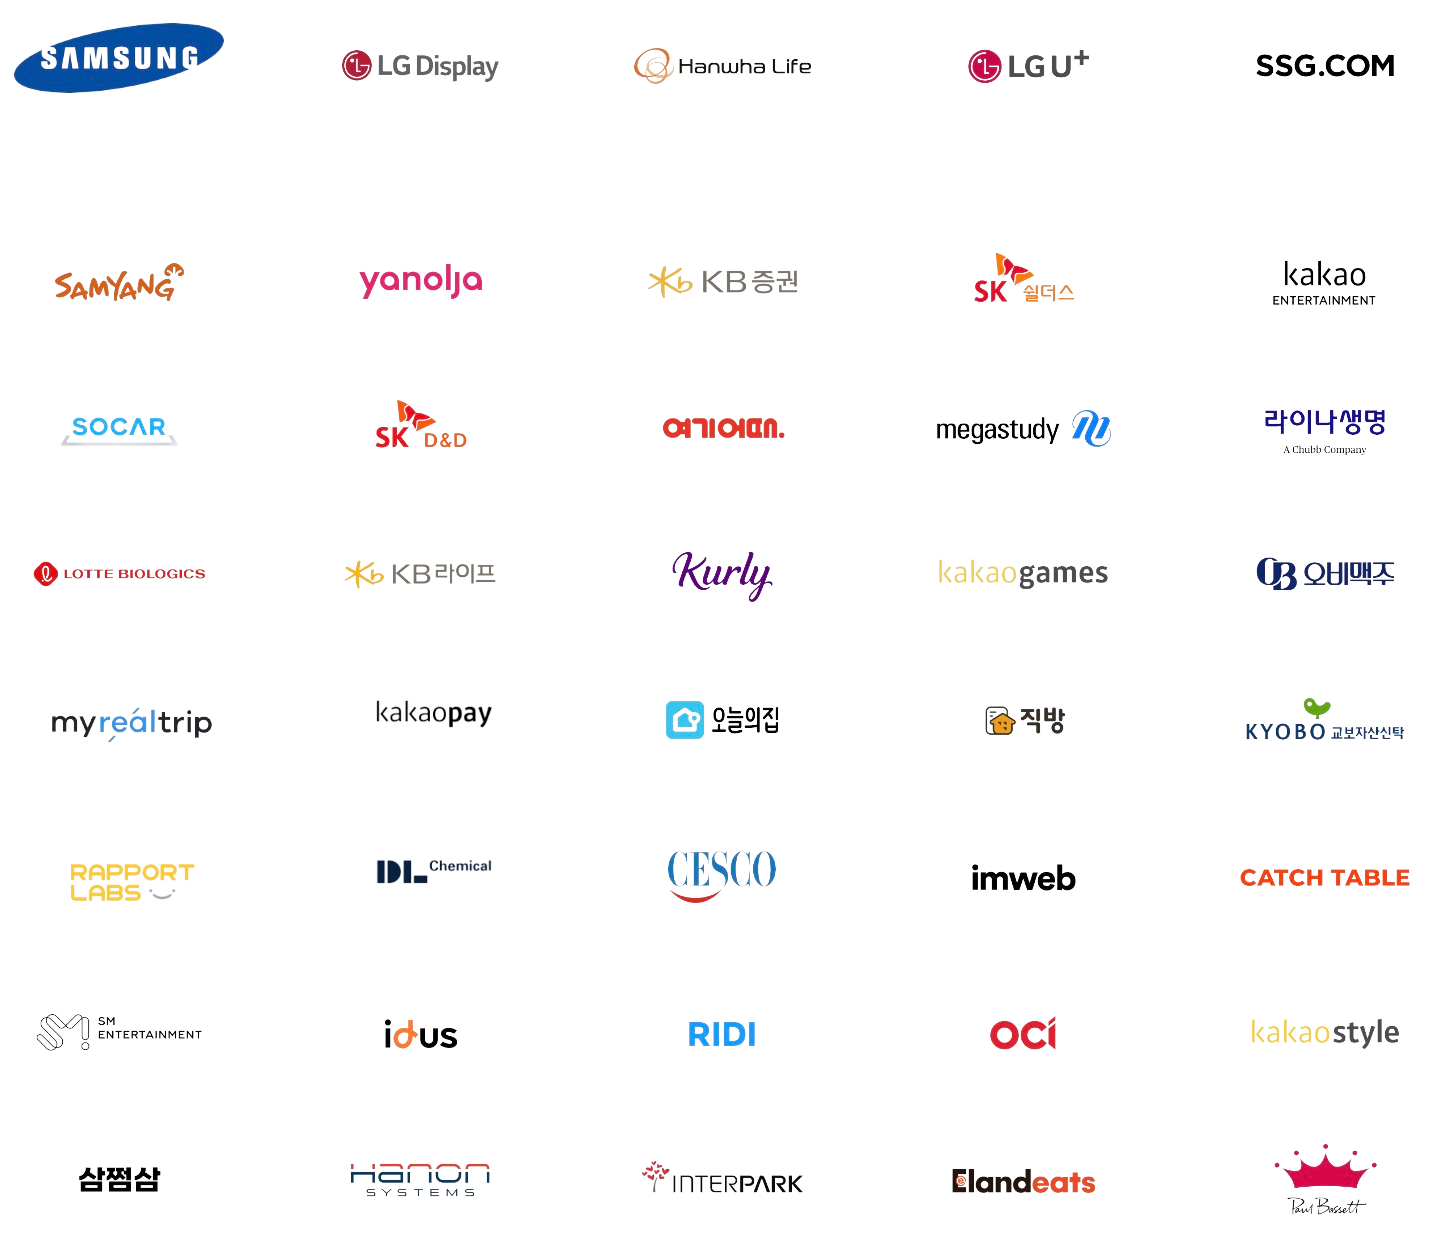 SAMSUNG
LG Display
Hanwha Life
LG U+
SSG.COM
SAMYANG
yanolja
KB 증권
SK 쉴더스
kakao
ENTERTAINMENT
SOCAR
SK D&D
여기어때.
megastudy
라이나생명
A Chubb Company
LOTTE BIOLOGICS
KB 라이프
Kurly
kakaogames
OB 오비맥주
myrealtrip
kakaopay
오늘의집
직방
KYOBO 교보자산신탁
RAPPORT
LABS
DL Chemical
CESCO
imweb
CATCH TABLE
SM
ENTERTAINMENT
idus
RIDI
OCI
kakaostyle
삼쩜삼
Hanon
SYSTEMS
INTERPARK
Elandeats
Paul Bassett